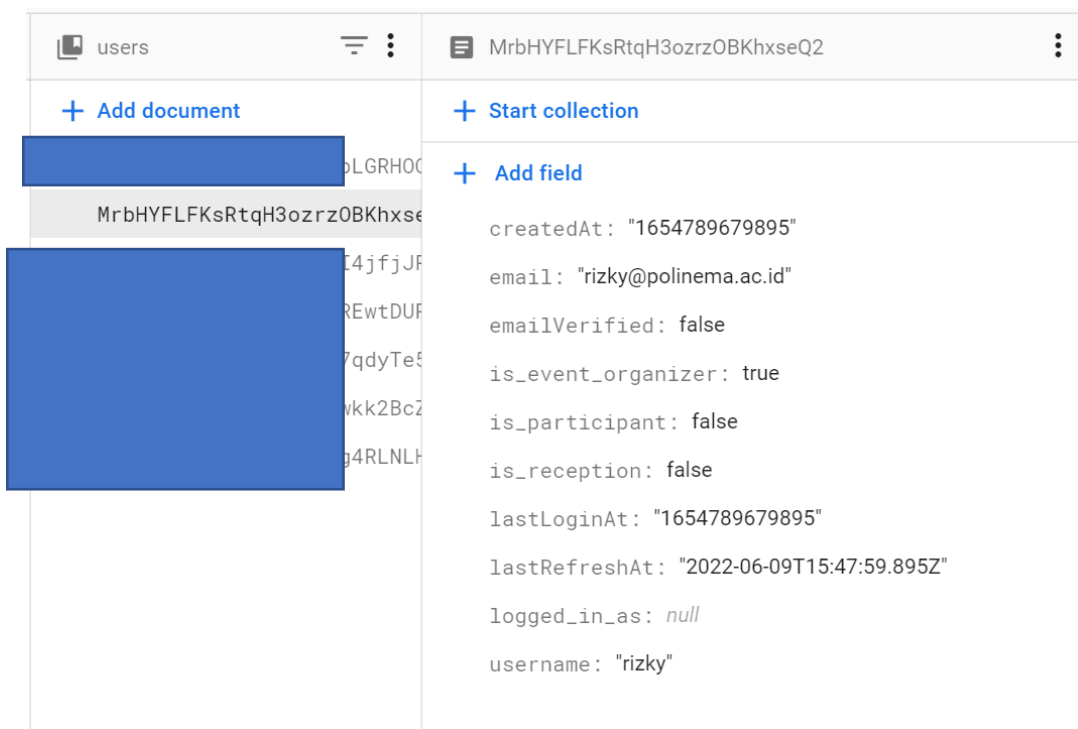 users
MrbHYFLFKsRtqH3ozrzOBKhxseQ2
+ Add document
+ Start collection
MrbHYFLFKsRtqH3ozrzOBKhxse
+ Add field
createdAt: "1654789679895"
email: "rizky@polinema.ac.id"
emailVerified: false
is_event_organizer: true
is_participant: false
is_reception: false
lastLoginAt: "1654789679895"
lastRefreshAt: "2022-06-09T15:47:59.895Z"
logged_in_as: null
username: "rizky"